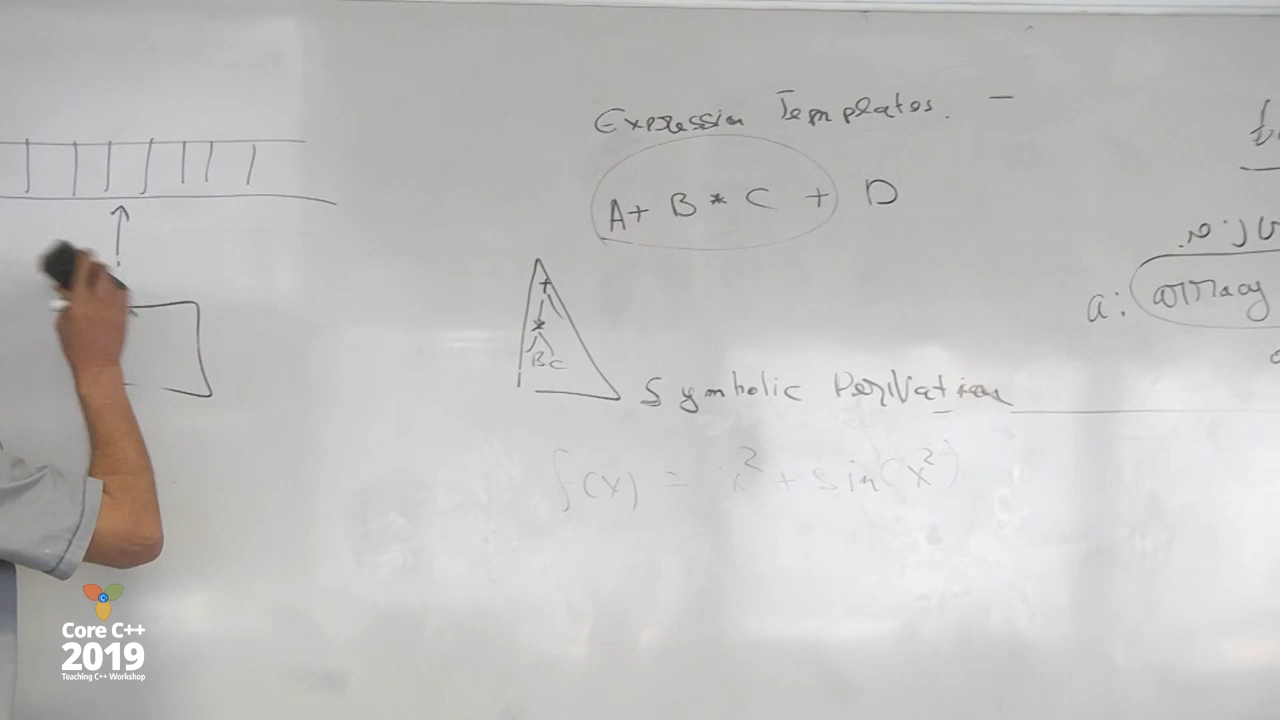 Expression Templates. -
A + B * C + D
+
*
B C
Symbolic Derivation
f(x) = x² + sin(x²)
a: array
Core C++
2019
Teaching C++ Workshop